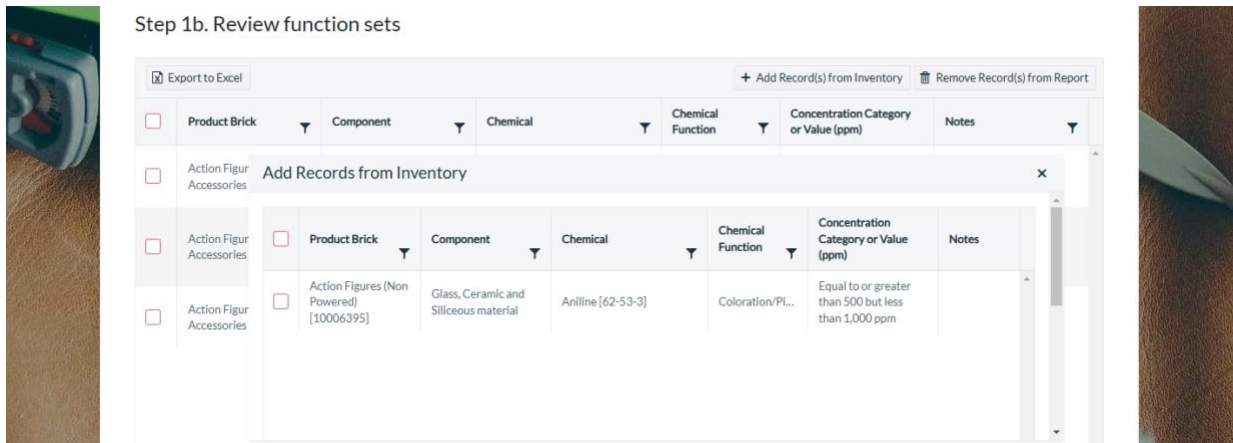 Step 1b. Review function sets
Export to Excel
+ Add Record(s) from Inventory
Remove Record(s) from Report
Product Brick
Component
Chemical
Chemical
Function
Concentration Category
or Value (ppm)
Notes
Action Figur
Accessories
Add Records from Inventory
×
Product Brick
Component
Chemical
Chemical
Function
Concentration
Category or Value
(ppm)
Notes
Action Figur
Accessories
Action Figures (Non
Powered)
[10006395]
Glass, Ceramic and
Siliceous material
Aniline [62-53-3]
Coloration/Pi...
Equal to or greater
than 500 but less
than 1,000 ppm
Action Figur
Accessories